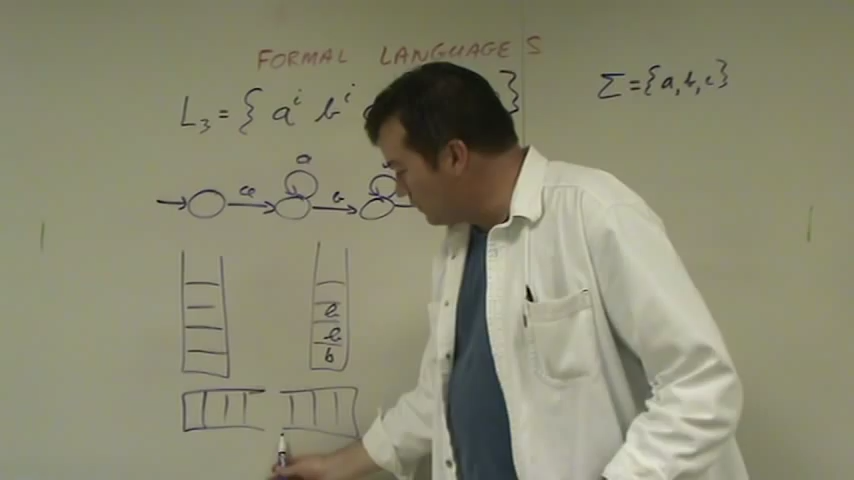 FORMAL LANGUAGES
L₃ = { aⁱ bⁱ }
Σ = {a, b, c}
a
a
b
b
b
b